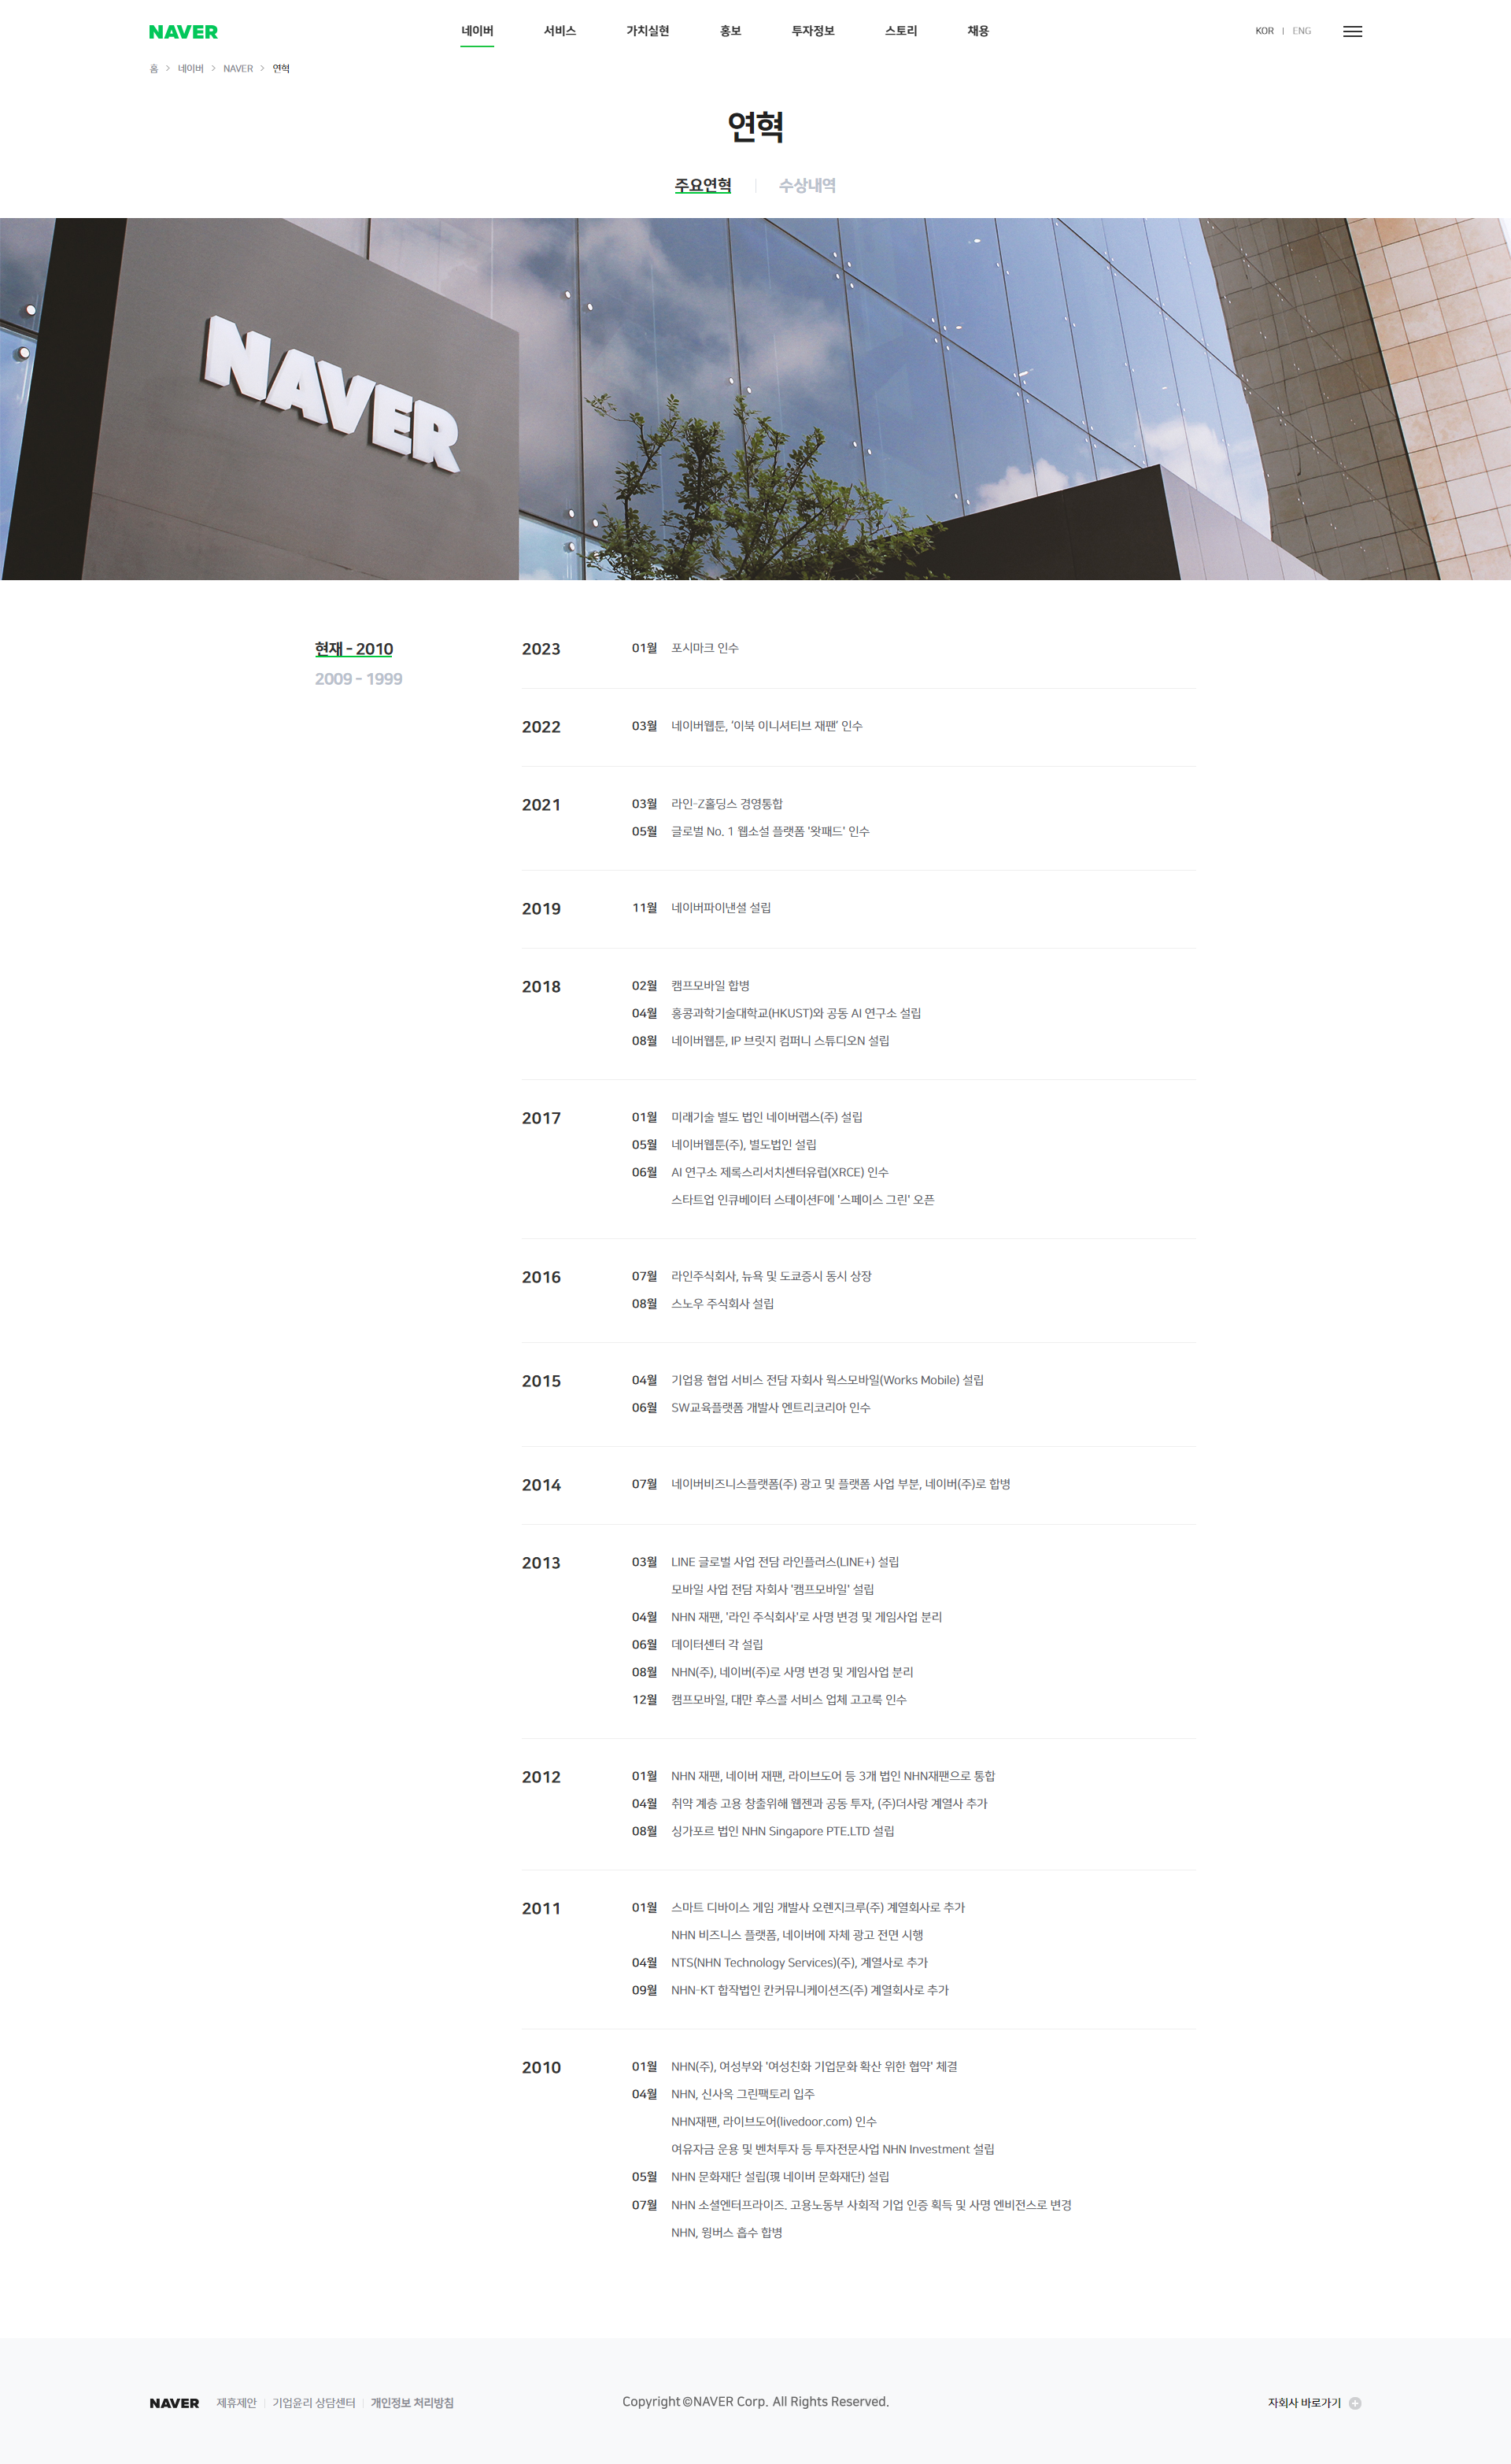 NAVER
네이버 서비스 가치실현 홍보 투자정보 스토리 채용
KOR ENG
홈 > 네이버 > NAVER > 연혁
연혁
주요연혁 수상내역
NAVER
현재 - 2010
2009 - 1999
2023 01월 포시마크 인수
2022 03월 네이버웹툰, '이북 이니셔티브 재팬' 인수
2021 03월 라인-Z홀딩스 경영통합
05월 글로벌 No. 1 웹소설 플랫폼 '왓패드' 인수
2019 11월 네이버파이낸셜 설립
2018 02월 캠프모바일 합병
04월 홍콩과학기술대학교(HKUST)와 공동 AI 연구소 설립
08월 네이버웹툰, IP 브릿지 컴퍼니 스튜디오N 설립
2017 01월 미래기술 별도 법인 네이버랩스(주) 설립
05월 네이버웹툰(주), 별도법인 설립
06월 AI 연구소 제록스리서치센터유럽(XRCE) 인수
스타트업 인큐베이터 스테이션F에 '스페이스 그린' 오픈
2016 07월 라인주식회사, 뉴욕 및 도쿄증시 동시 상장
08월 스노우 주식회사 설립
2015 04월 기업용 협업 서비스 전담 자회사 웍스모바일(Works Mobile) 설립
06월 SW교육플랫폼 개발사 엔트리코리아 인수
2014 07월 네이버비즈니스플랫폼(주) 광고 및 플랫폼 사업 부분, 네이버(주)로 합병
2013 03월 LINE 글로벌 사업 전담 라인플러스(LINE+) 설립
모바일 사업 전담 자회사 '캠프모바일' 설립
04월 NHN 재팬, '라인 주식회사'로 사명 변경 및 게임사업 분리
06월 데이터센터 각 설립
08월 NHN(주), 네이버(주)로 사명 변경 및 게임사업 분리
12월 캠프모바일, 대만 후스콜 서비스 업체 고고룩 인수
2012 01월 NHN 재팬, 네이버 재팬, 라이브도어 등 3개 법인 NHN재팬으로 통합
04월 취약 계층 고용 창출위해 웹젠과 공동 투자, (주)더사랑 계열사 추가
08월 싱가포르 법인 NHN Singapore PTE.LTD 설립
2011 01월 스마트 디바이스 게임 개발사 오렌지크루(주) 계열회사로 추가
NHN 비즈니스 플랫폼, 네이버에 자체 광고 전면 시행
04월 NTS(NHN Technology Services)(주), 계열사로 추가
09월 NHN-KT 합작법인 칸커뮤니케이션즈(주) 계열회사로 추가
2010 01월 NHN(주), 여성부와 '여성친화 기업문화 확산 위한 협약' 체결
04월 NHN, 신사옥 그린팩토리 입주
NHN재팬, 라이브도어(livedoor.com) 인수
여유자금 운용 및 벤처투자 등 투자전문사업 NHN Investment 설립
05월 NHN 문화재단 설립(現 네이버 문화재단) 설립
07월 NHN 소셜엔터프라이즈. 고용노동부 사회적 기업 인증 획득 및 사명 엔비전스로 변경
NHN, 윙버스 흡수 합병
NAVER 제휴제안 기업윤리 상담센터 개인정보 처리방침 Copyright ©NAVER Corp. All Rights Reserved. 자회사 바로가기